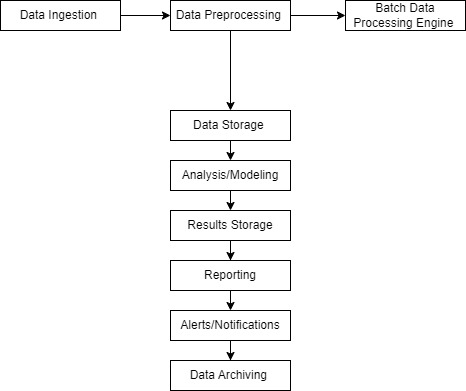 Data Ingestion
Data Preprocessing
Batch Data
Processing Engine
Data Storage
Analysis/Modeling
Results Storage
Reporting
Alerts/Notifications
Data Archiving